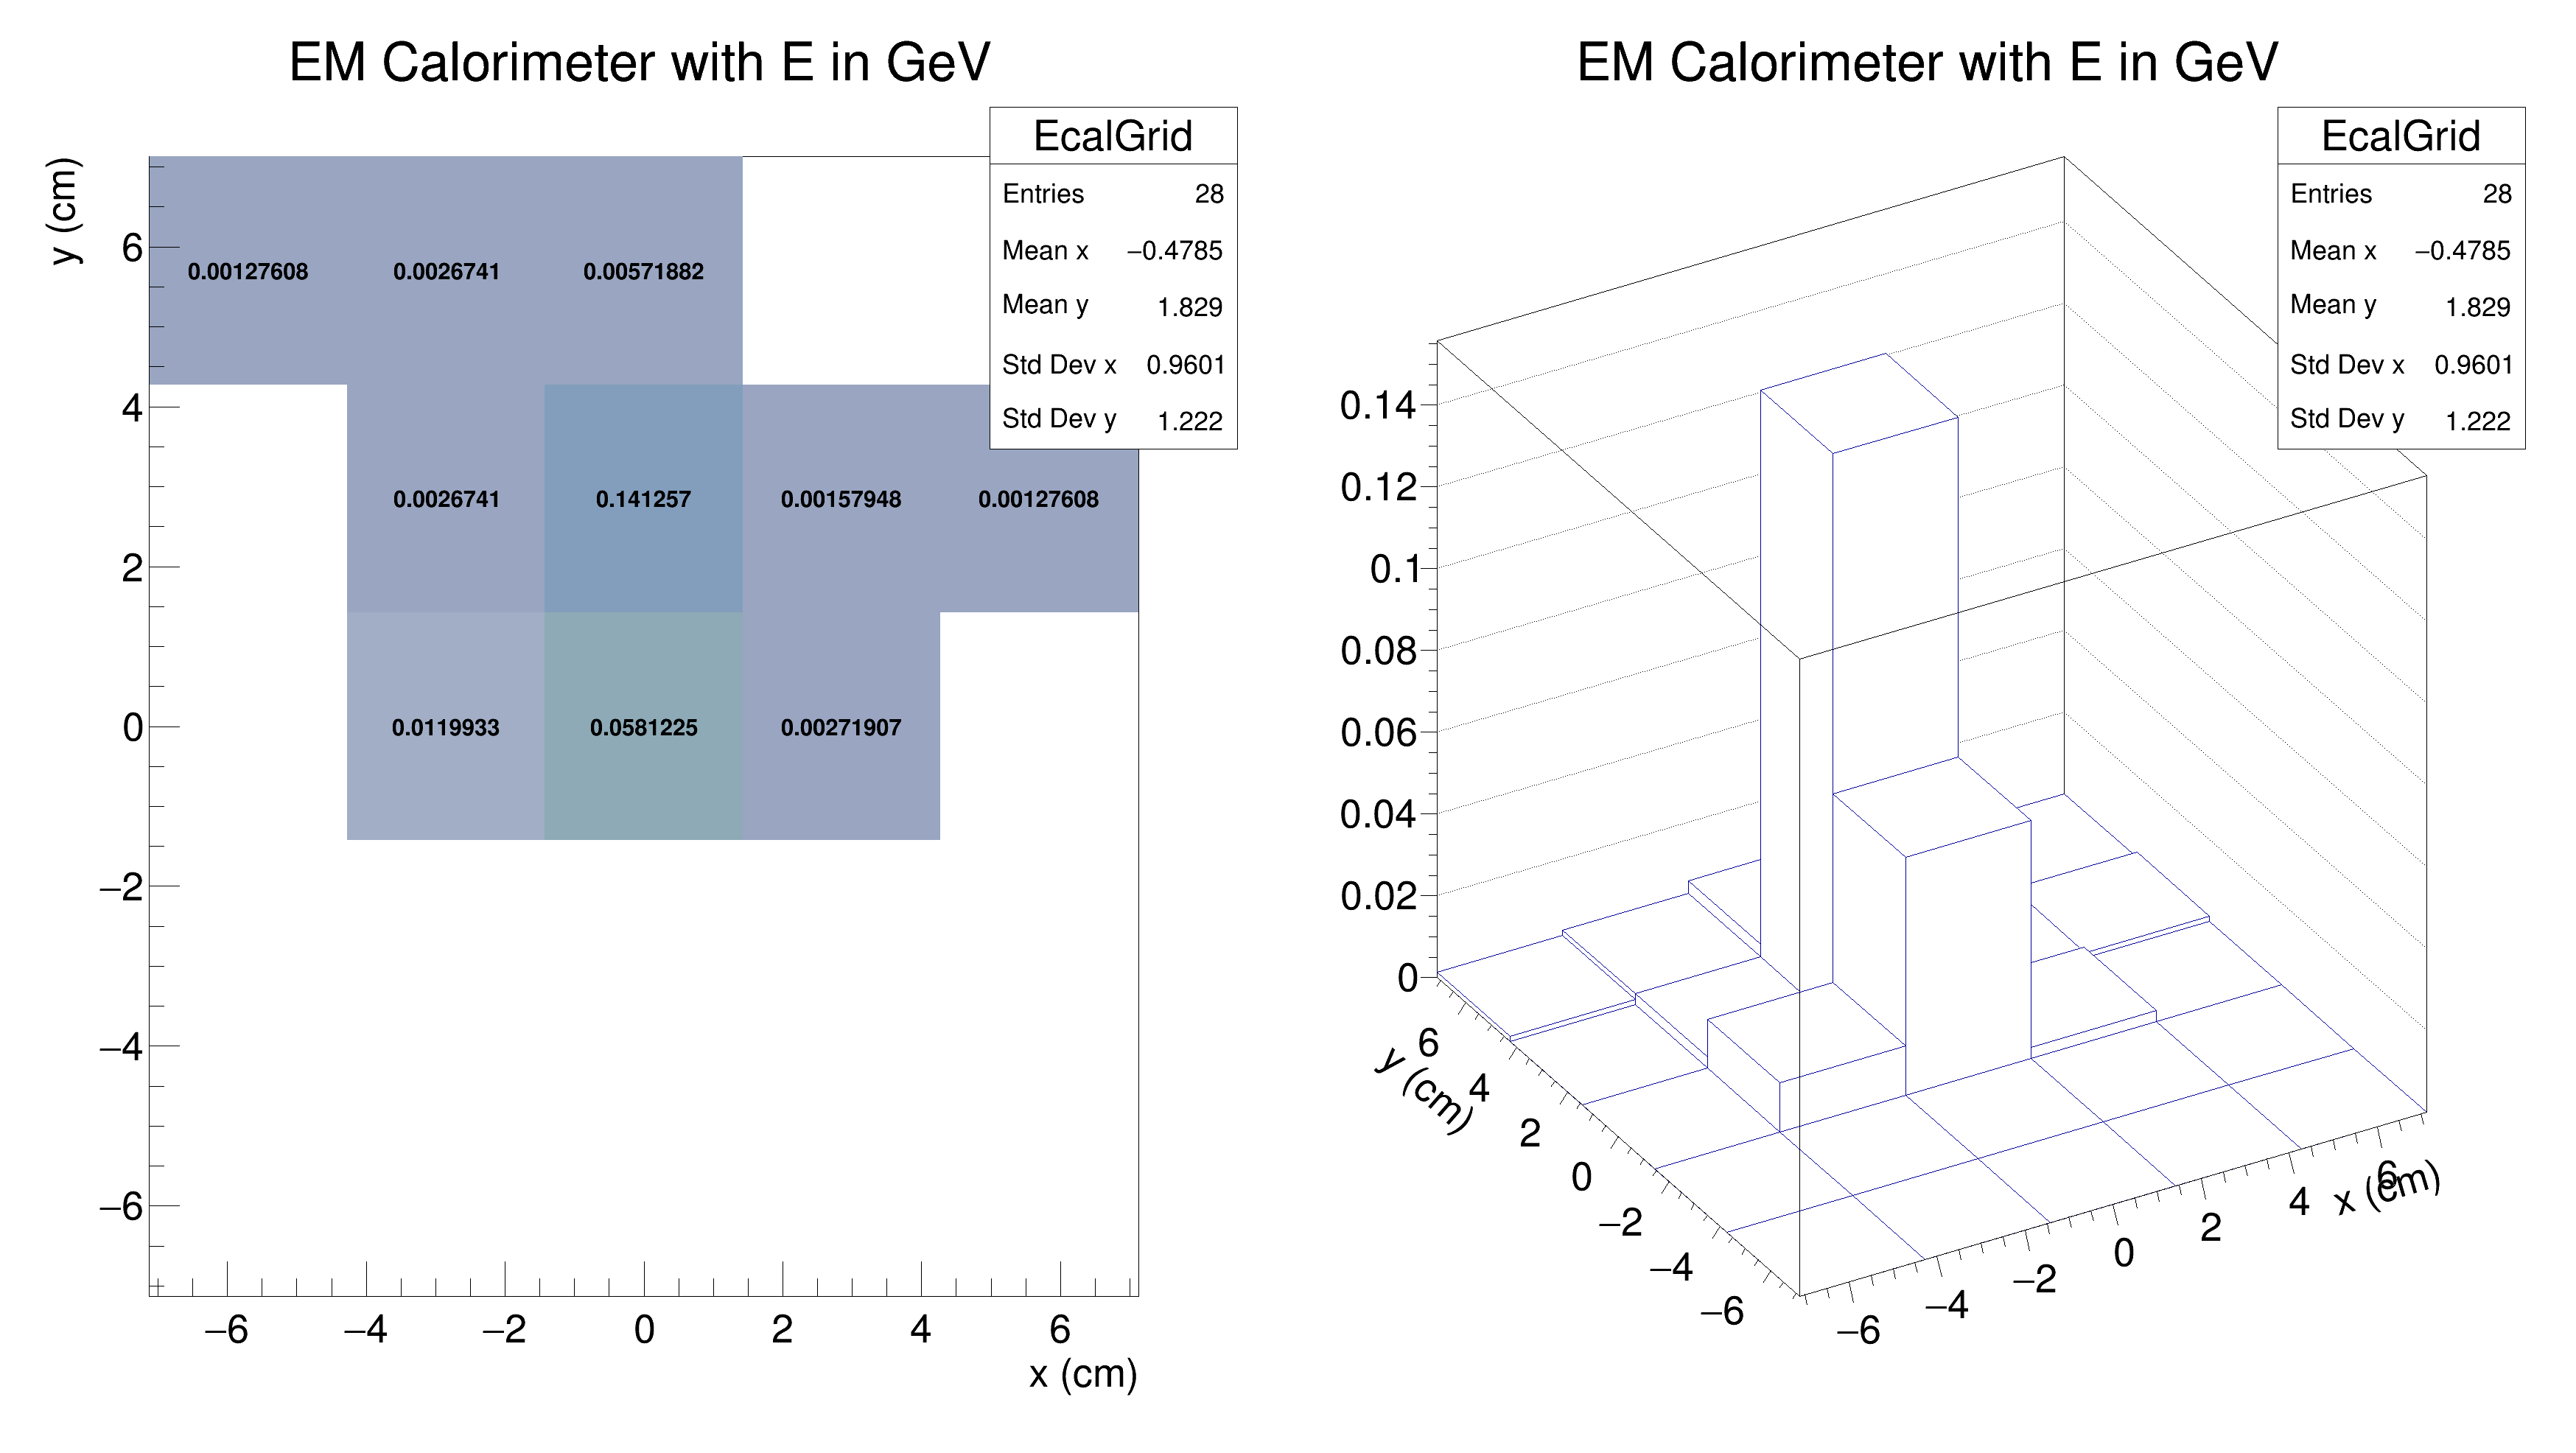 EM Calorimeter with E in GeV
EcalGrid
Entries 28
Mean x −0.4785
Mean y 1.829
Std Dev x 0.9601
Std Dev y 1.222
y (cm)
6
4
2
0
−2
−4
−6
0.00127608 0.0026741 0.00571882
0.0026741 0.141257 0.00157948 0.00127608
0.0119933 0.0581225 0.00271907
−6 −4 −2 0 2 4 6
x (cm)
EM Calorimeter with E in GeV
EcalGrid
Entries 28
Mean x −0.4785
Mean y 1.829
Std Dev x 0.9601
Std Dev y 1.222
0.14
0.12
0.1
0.08
0.06
0.04
0.02
0
y (cm)
6
4
2
0
−2
−4
−6
−6 −4 −2 0 2 4 6
x (cm)